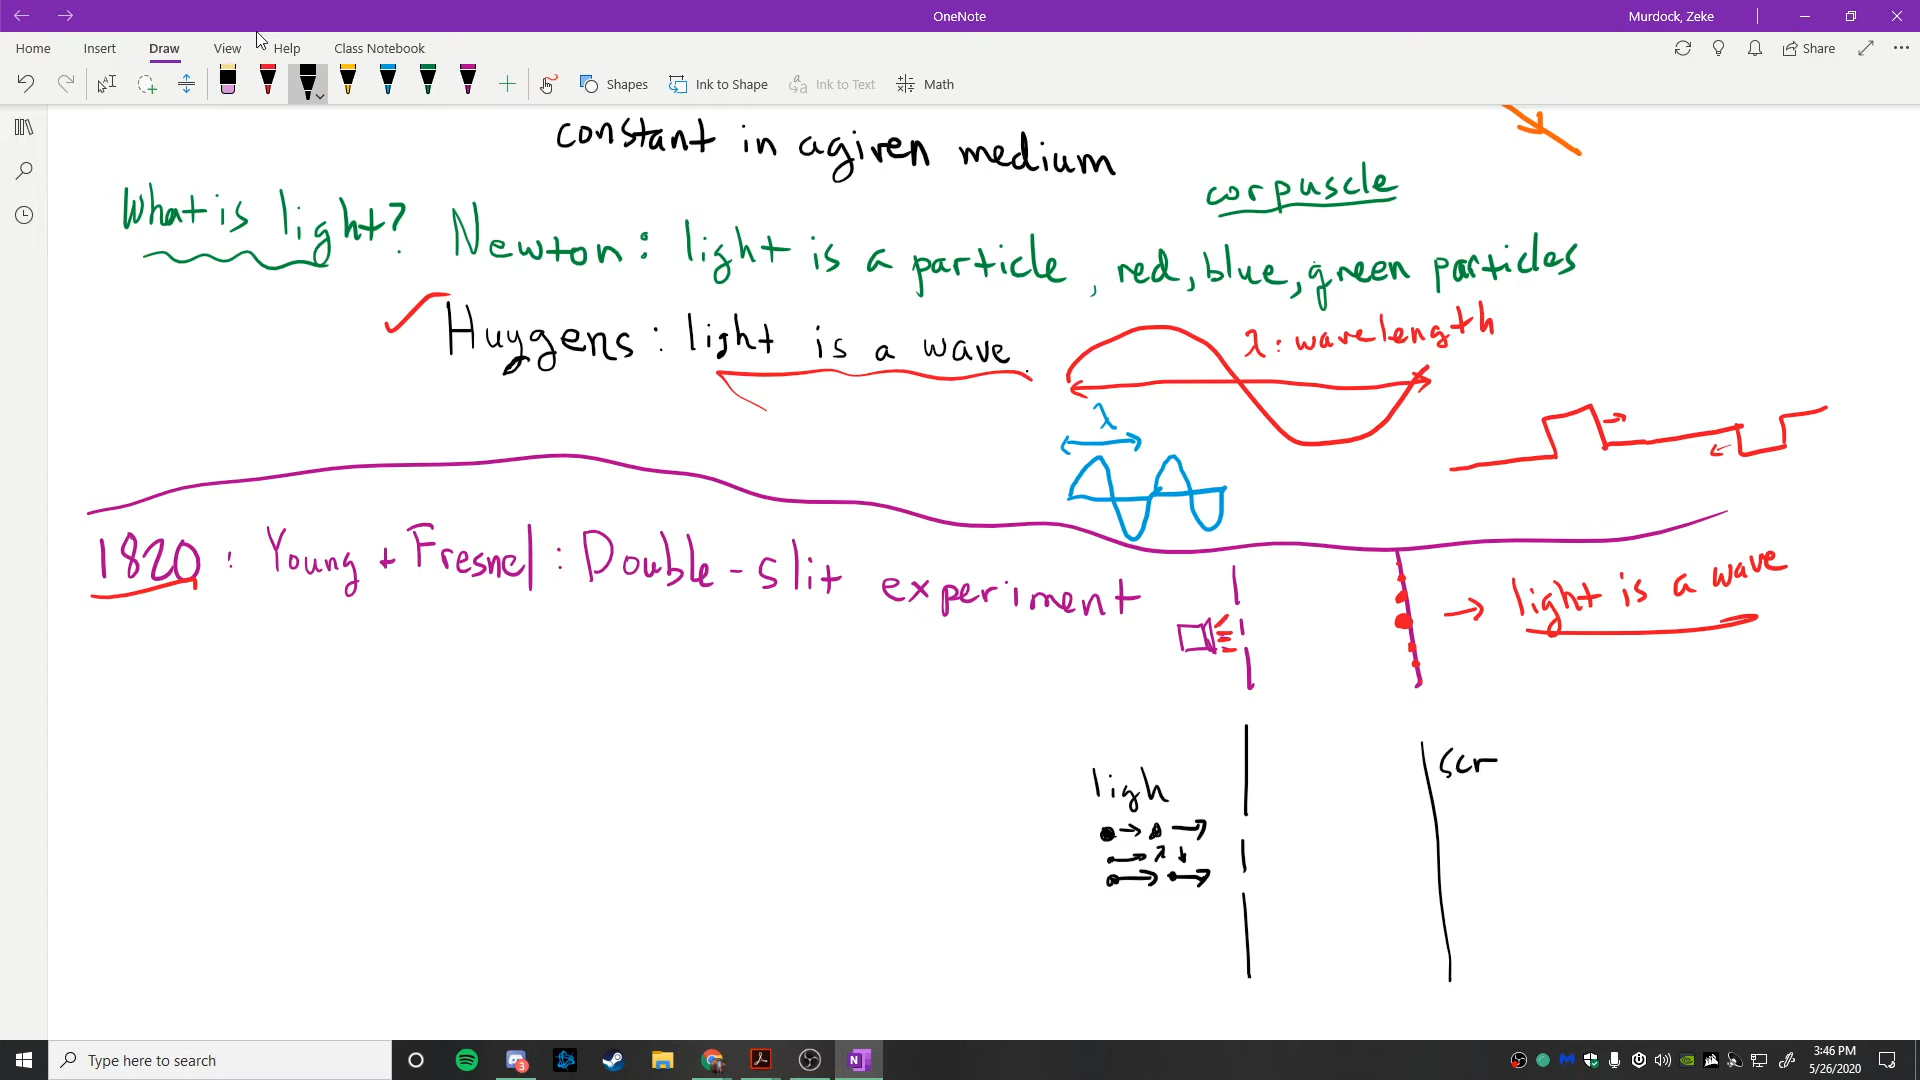 OneNote
Murdock, Zeke
Home Insert Draw View Help Class Notebook
Share
Shapes Ink to Shape Ink to Text Math
constant in a given medium
corpuscle
What is light? Newton: light is a particle, red, blue, green particles
Huygens: light is a wave.
λ: wavelength
λ
1820: Young + Fresnel: Double-slit experiment
→ light is a wave
scr
ligh
Type here to search
3
3:46 PM
5/26/2020